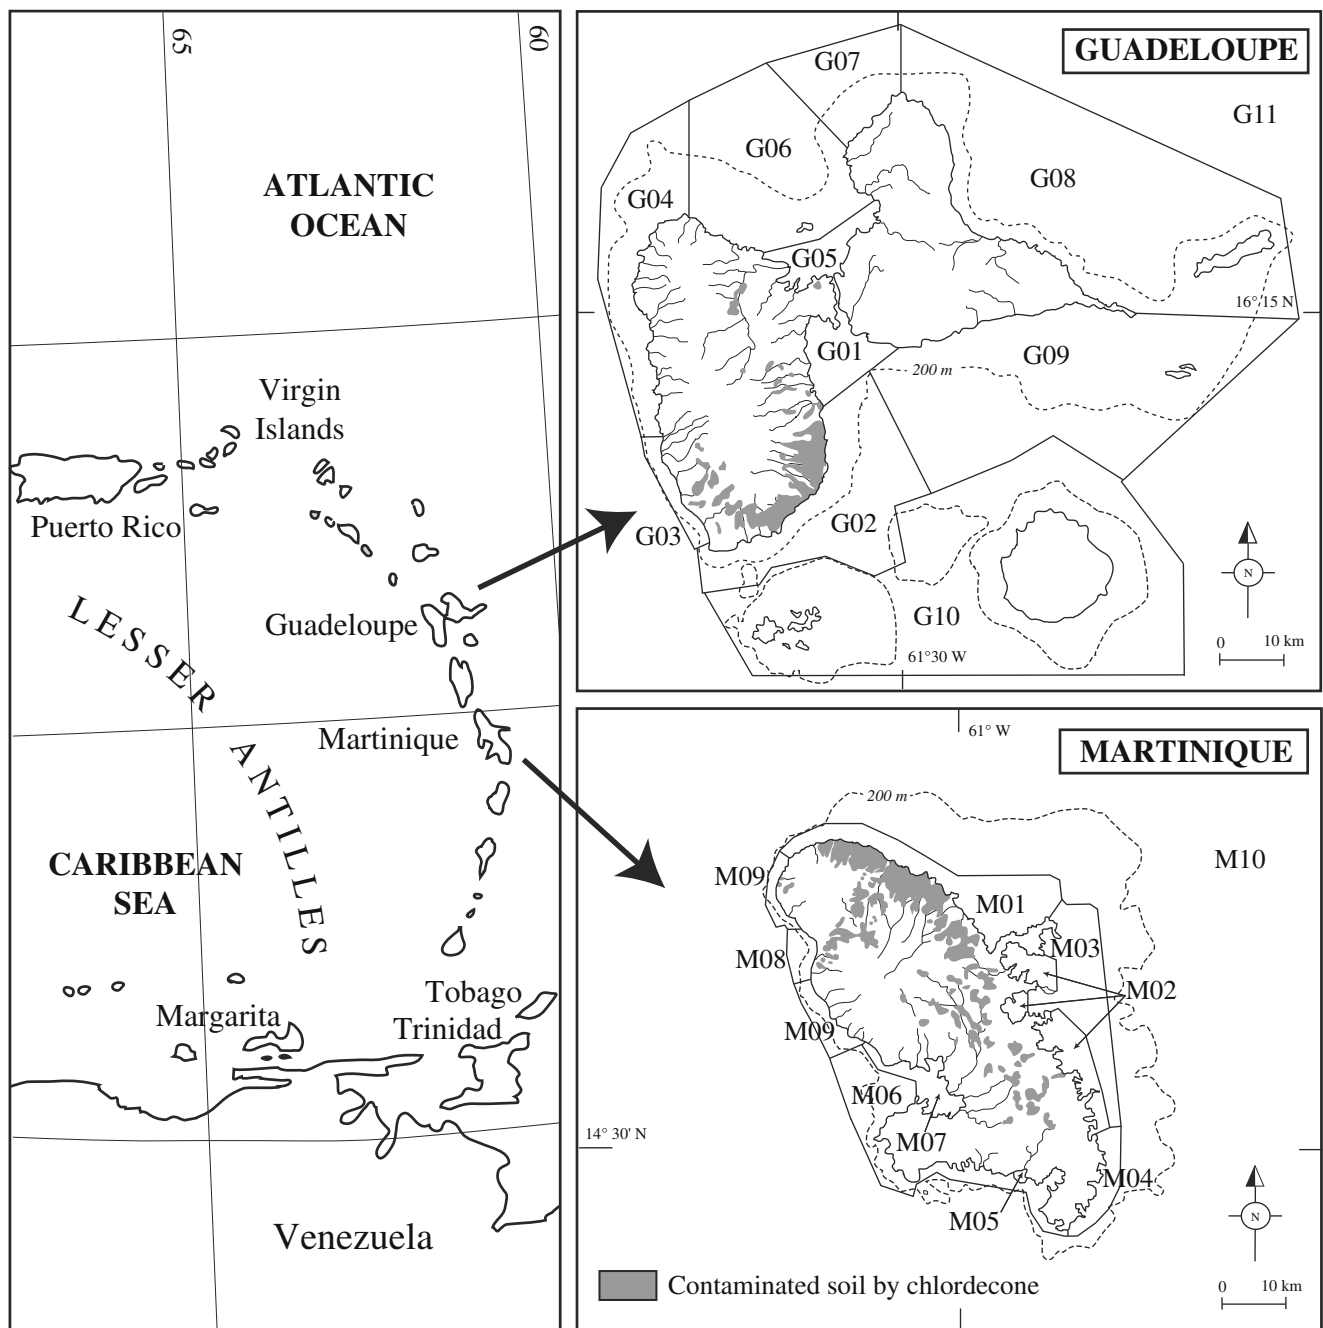 65
60
ATLANTIC
OCEAN
Virgin
Islands
Puerto Rico
Guadeloupe
LESSER
ANTILLES
Martinique
CARIBBEAN
SEA
Margarita
Tobago
Trinidad
Venezuela
GUADELOUPE
G07
G11
G06
G08
G04
G05
16° 15 N
G01
G09
200 m
G02
G03
N
G10
0 10 km
61°30 W
61° W
MARTINIQUE
200 m
M10
M09
M01
M03
M08
M02
M09
M06
14° 30' N
M07
M04
M05
N
Contaminated soil by chlordecone
0 10 km